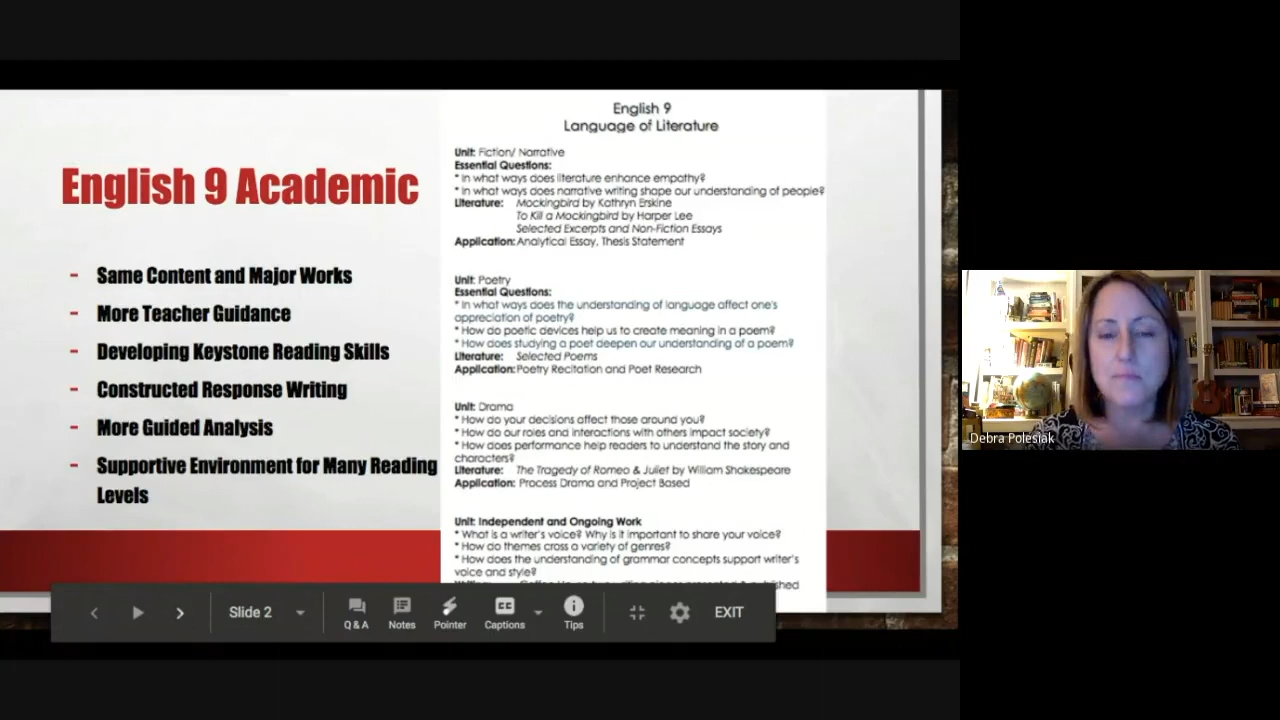 English 9 Academic
- Same Content and Major Works
- More Teacher Guidance
- Developing Keystone Reading Skills
- Constructed Response Writing
- More Guided Analysis
- Supportive Environment for Many Reading
Levels
English 9
Language of Literature
Unit: Fiction/ Narrative
Essential Questions:
* In what ways does literature enhance empathy?
* In what ways does narrative writing shape our understanding of people?
Literature: Mockingbird by Kathryn Erskine
To Kill a Mockingbird by Harper Lee
Selected Excerpts and Non-Fiction Essays
Application: Analytical Essay, Thesis Statement
Unit: Poetry
Essential Questions:
* In what ways does the understanding of language affect one's
appreciation of poetry?
* How do poetic devices help us to create meaning in a poem?
* How does studying a poet deepen our understanding of a poem?
Literature: Selected Poems
Application: Poetry Recitation and Poet Research
Unit: Drama
* How do your decisions affect those around you?
* How do our roles and interactions with others impact society?
* How does performance help readers to understand the story and
characters?
Literature: The Tragedy of Romeo & Juliet by William Shakespeare
Application: Process Drama and Project Based
Unit: Independent and Ongoing Work
* What is a writer's voice? Why is it important to share your voice?
* How do themes cross a variety of genres?
* How does the understanding of grammar concepts support writer's
voice and style?
Slide 2
Q & A
Notes
Pointer
CC
Captions
Tips
EXIT
Debra Polesiak